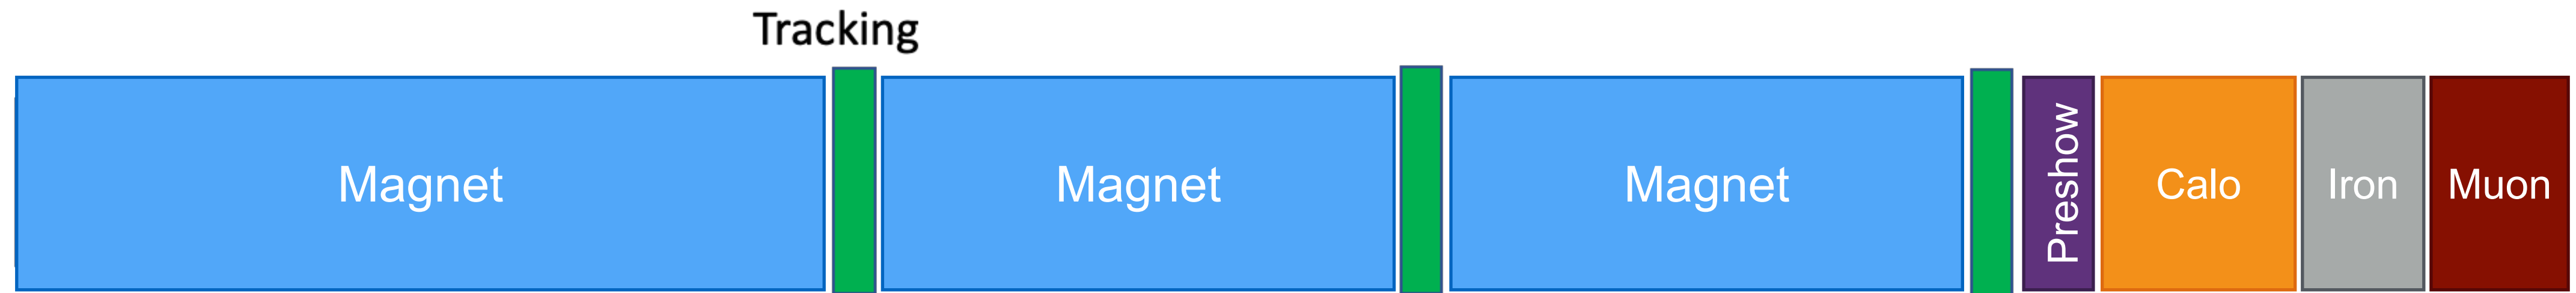 Tracking
Magnet
Magnet
Magnet
Preshow
Calo
Iron
Muon